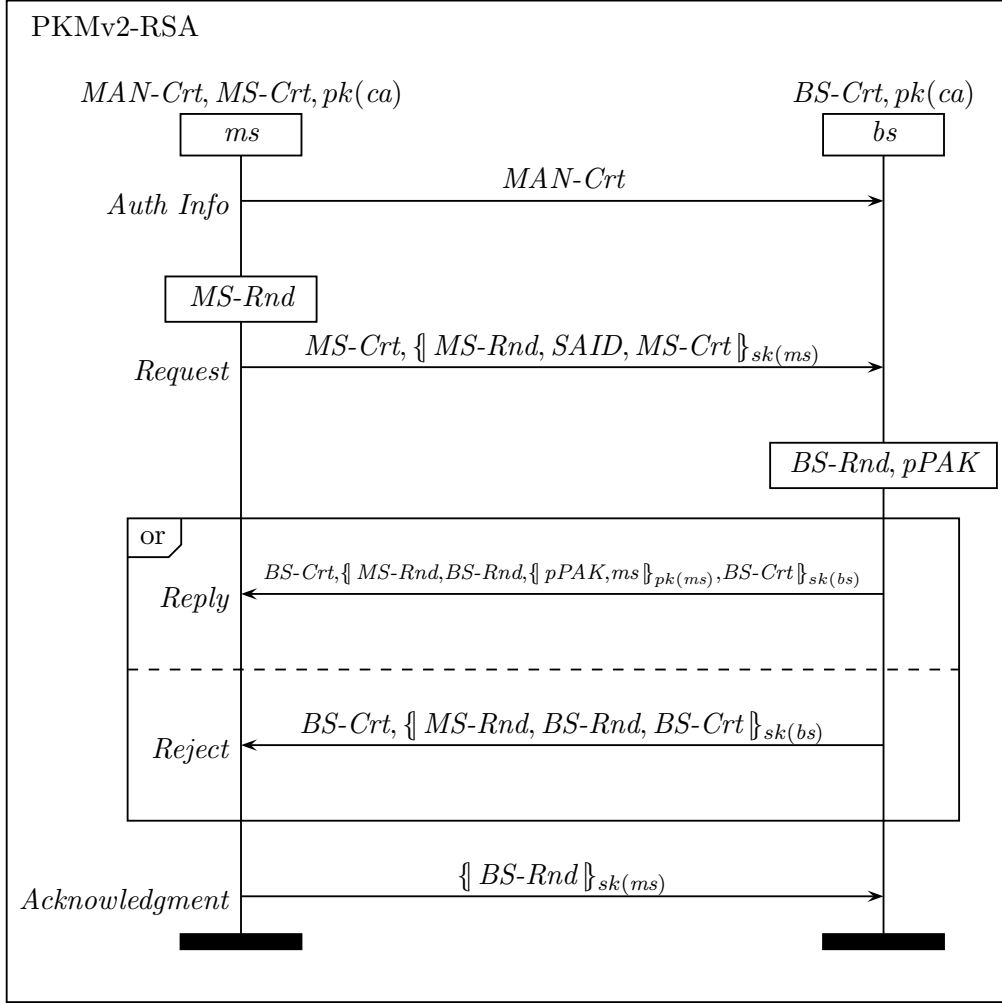 PKMv2-RSA
MAN-Crt, MS-Crt, pk(ca)
BS-Crt, pk(ca)
ms
bs
MAN-Crt
Auth Info
MS-Rnd
MS-Crt, {| MS-Rnd, SAID, MS-Crt |}sk(ms)
Request
BS-Rnd, pPAK
or
BS-Crt,{| MS-Rnd,BS-Rnd,{| pPAK,ms |}pk(ms),BS-Crt |}sk(bs)
Reply
BS-Crt, {| MS-Rnd, BS-Rnd, BS-Crt |}sk(bs)
Reject
{| BS-Rnd |}sk(ms)
Acknowledgment